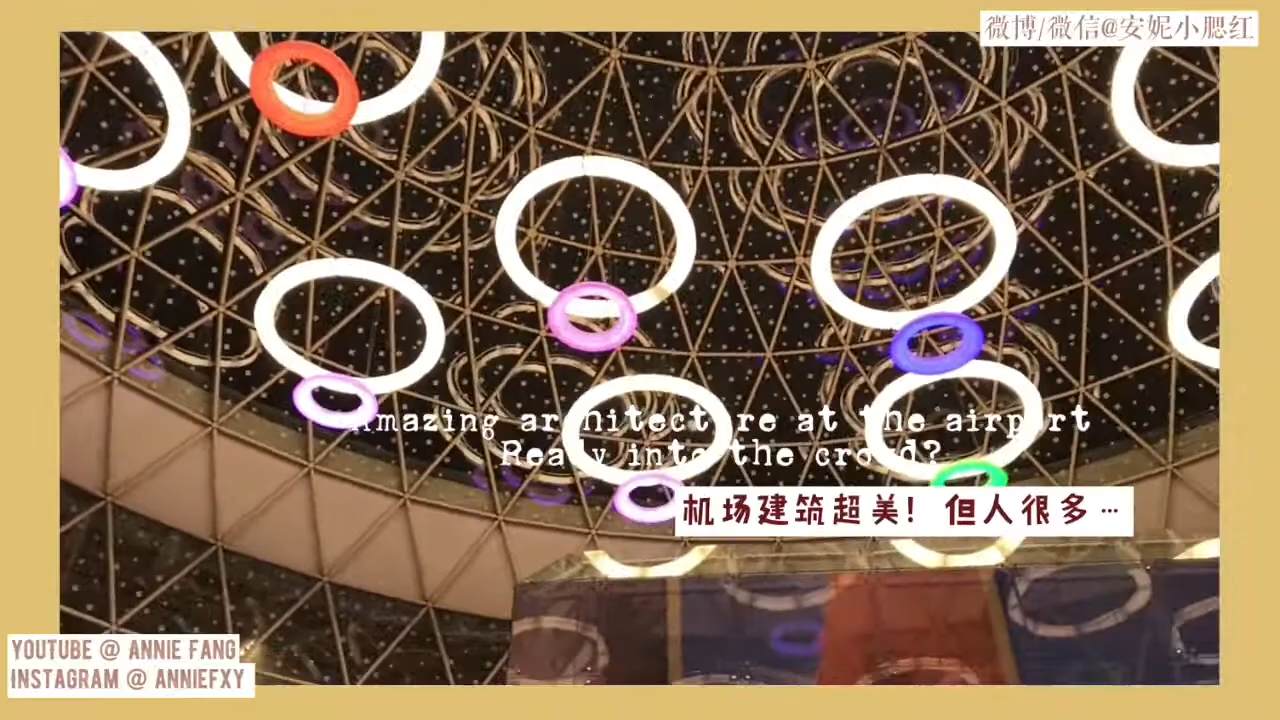 微博/微信@安妮小腮红
Amazing architecture at the airport
Ready into the crowd?
机场建筑超美！但人很多…
YOUTUBE @ ANNIE FANG
INSTAGRAM @ ANNIEFXY